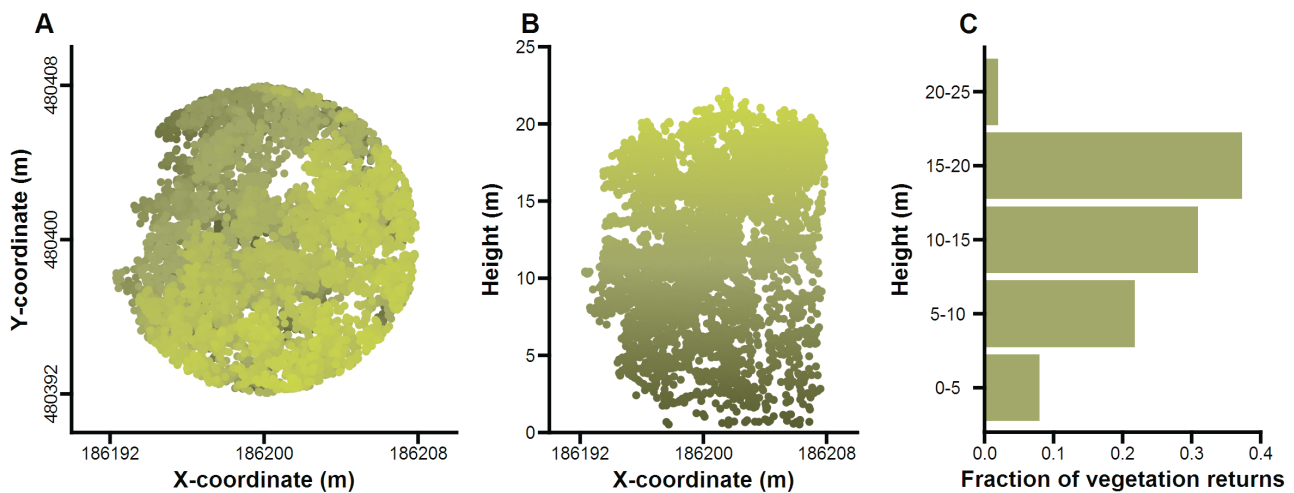 A
480408
480400
480392
Y-coordinate (m)
186192
186200
186208
X-coordinate (m)
B
25
20
15
10
5
0
Height (m)
186192
186200
186208
X-coordinate (m)
C
20-25
15-20
10-15
5-10
0-5
Height (m)
0.0
0.1
0.2
0.3
0.4
Fraction of vegetation returns